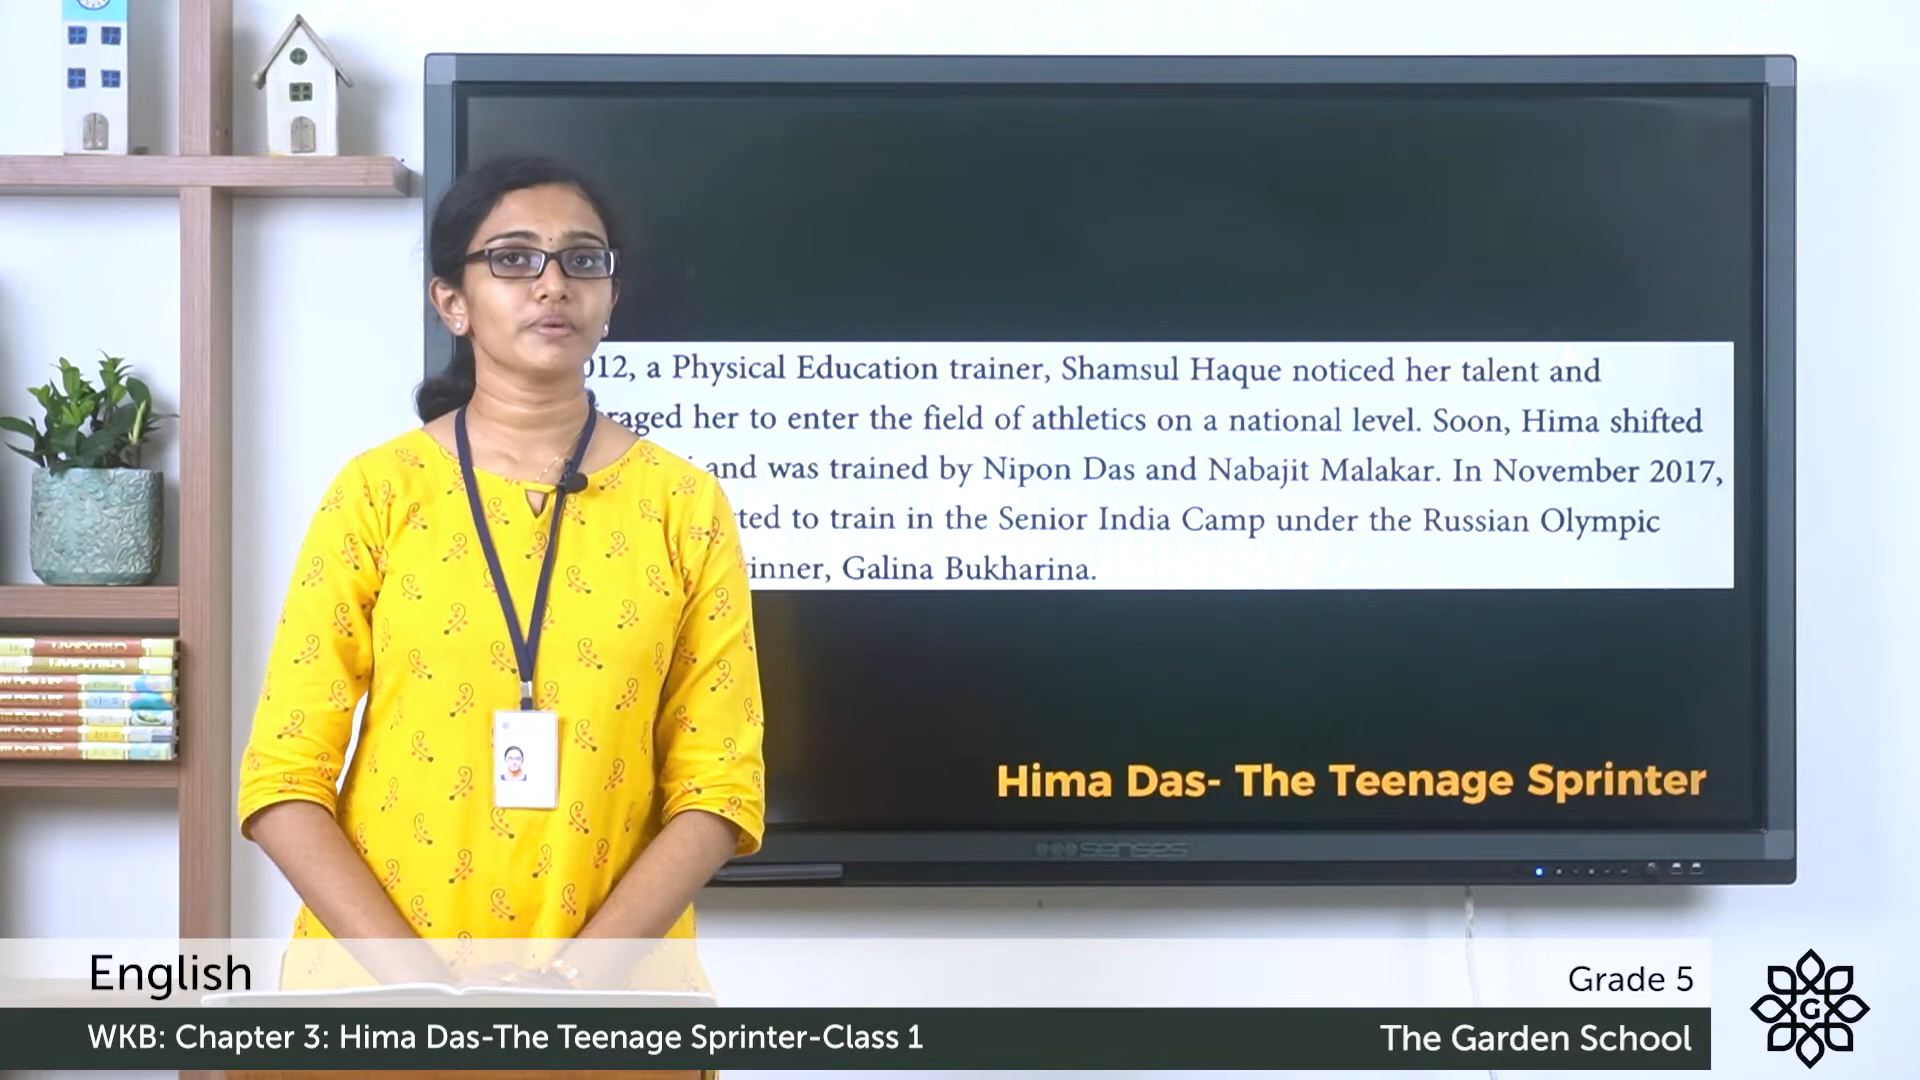 012, a Physical Education trainer, Shamsul Haque noticed her talent and
raged her to enter the field of athletics on a national level. Soon, Hima shifted
and was trained by Nipon Das and Nabajit Malakar. In November 2017,
ted to train in the Senior India Camp under the Russian Olympic
inner, Galina Bukharina.
Hima Das- The Teenage Sprinter
senses
English
Grade 5
WKB: Chapter 3: Hima Das-The Teenage Sprinter-Class 1
The Garden School
G